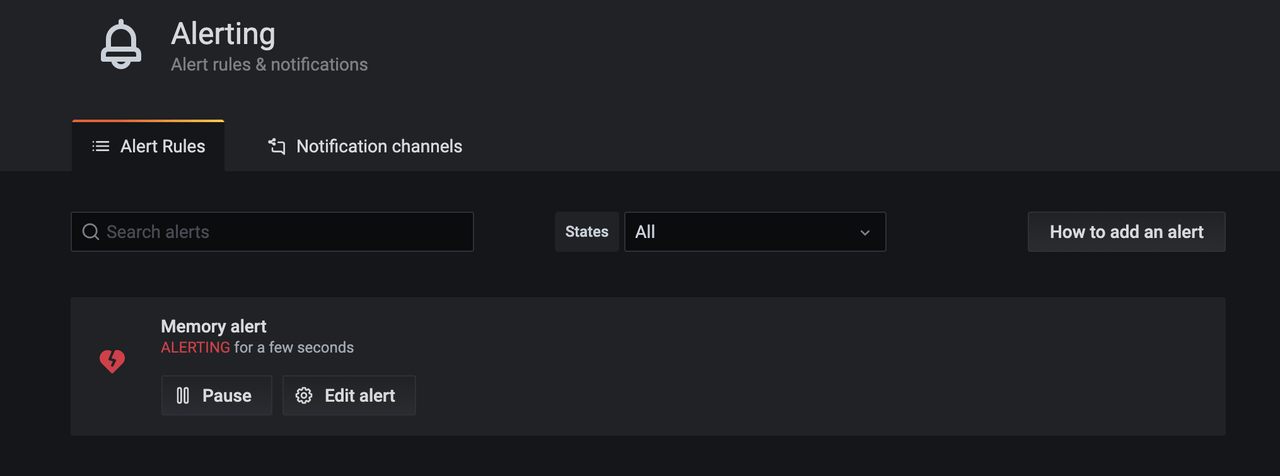 Alerting
Alert rules & notifications
Alert Rules
Notification channels
Search alerts
States
All
How to add an alert
Memory alert
ALERTING for a few seconds
Pause
Edit alert